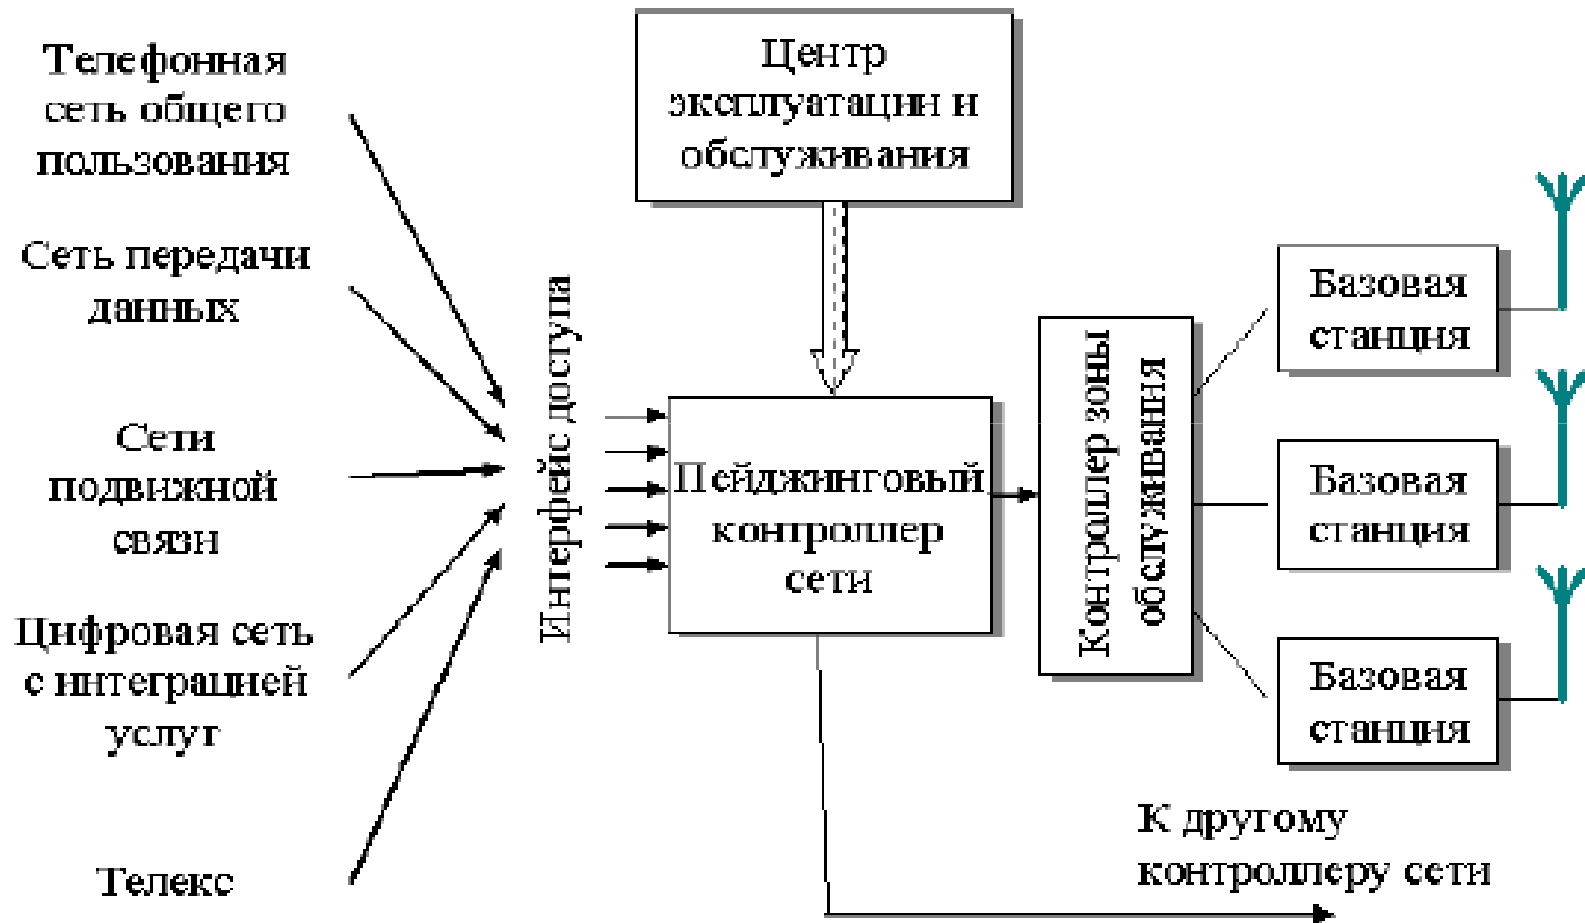 Телефонная
сеть общего
пользования
Сеть передачи
данных
Сети
подвижной
связи
Цифровая сеть
с интеграцией
услуг
Телекс
Интерфейс доступа
Центр
эксплуатации и
обслуживания
Пейджинговый
контроллер
сети
Контроллер зоны
обслуживания
Базовая
станция
Базовая
станция
Базовая
станция
К другому
контроллеру сети